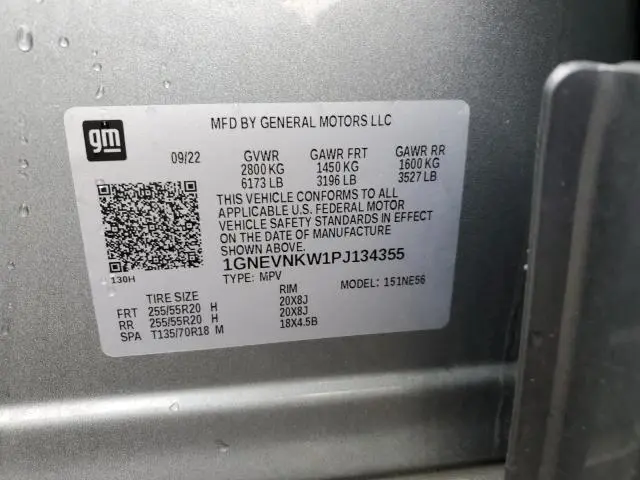 gm
MFD BY GENERAL MOTORS LLC
09/22 GVWR GAWR FRT GAWR RR
2800 KG 1450 KG 1600 KG
6173 LB 3196 LB 3527 LB
THIS VEHICLE CONFORMS TO ALL
APPLICABLE U.S. FEDERAL MOTOR
VEHICLE SAFETY STANDARDS IN EFFECT
ON THE DATE OF MANUFACTURE
SHOWN ABOVE.
130H 1GNEVNKW1PJ134355
TYPE: MPV MODEL: 151NE56
TIRE SIZE RIM
FRT 255/55R20 H 20X8J
RR 255/55R20 H 20X8J
SPA T135/70R18 M 18X4.5B